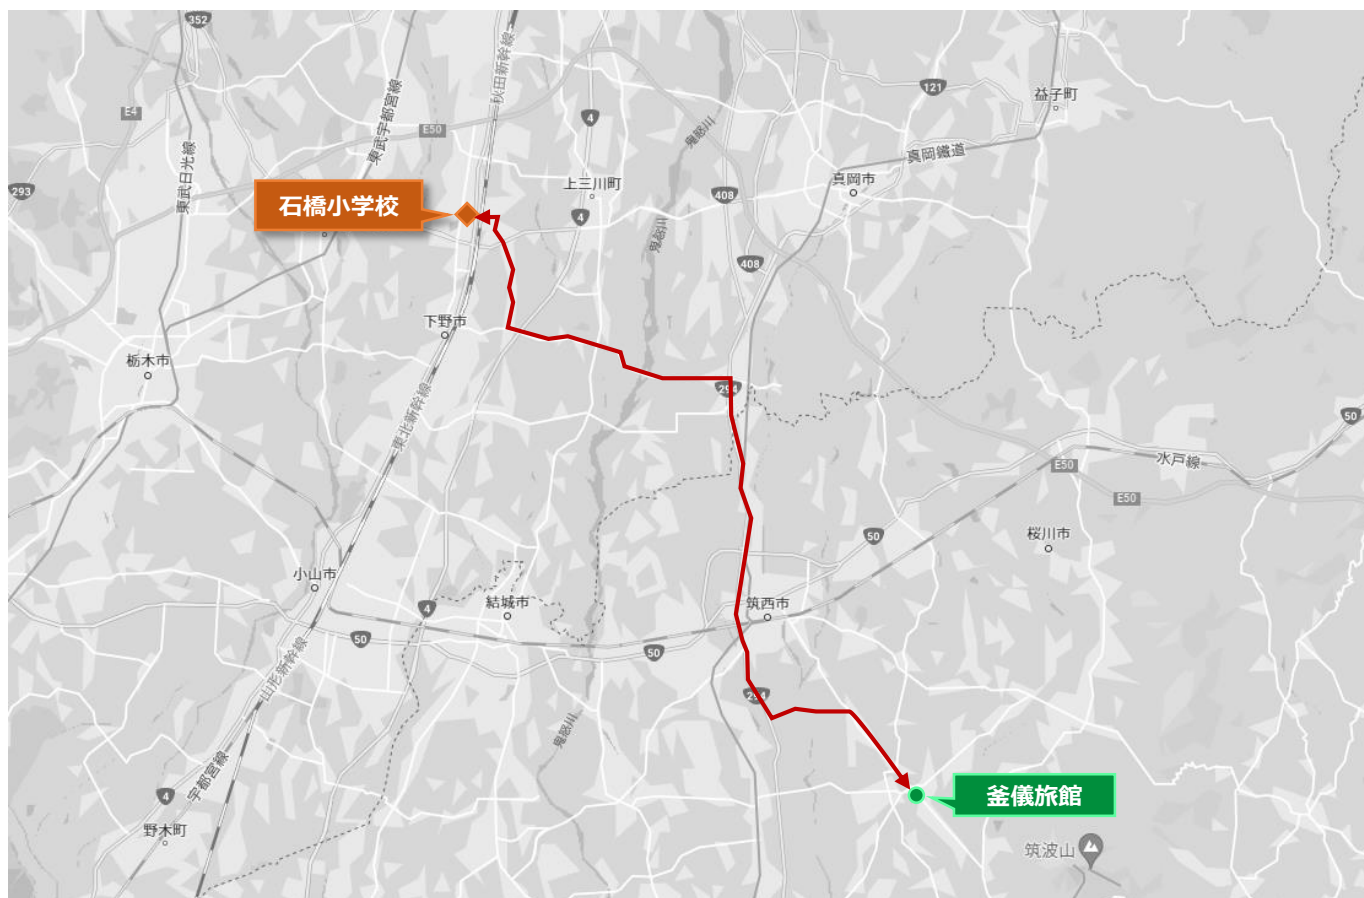 352
秋田新幹線
121
益子町
E4
4
東武宇都宮線
E50
鬼怒川
真岡鐵道
東武日光線
293
上三川町
408
真岡市
石橋小学校
4
鬼怒川
408
下野市
栃木市
294
東北新幹線
50
水戸線
E50
E50
50
桜川市
小山市
結城市
4
筑西市
50
50
山形新幹線
294
鬼怒川
宇都宮線
4
釜儀旅館
野木町
筑波山